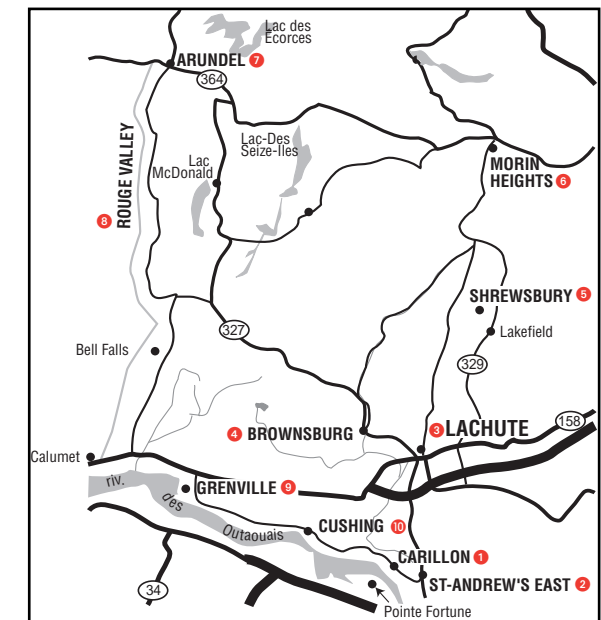 Lac des
Ecorces
ARUNDEL 7
364
Lac-Des
Seize-Iles
Lac
McDonald
MORIN
HEIGHTS 6
8 ROUGE VALLEY
SHREWSBURY 5
327
Lakefield
Bell Falls
329
158
3 LACHUTE
4 BROWNSBURG
Calumet
riv.
des
Outaouais
GRENVILLE 9
CUSHING 10
CARILLON 1
ST-ANDREW'S EAST 2
34
Pointe Fortune